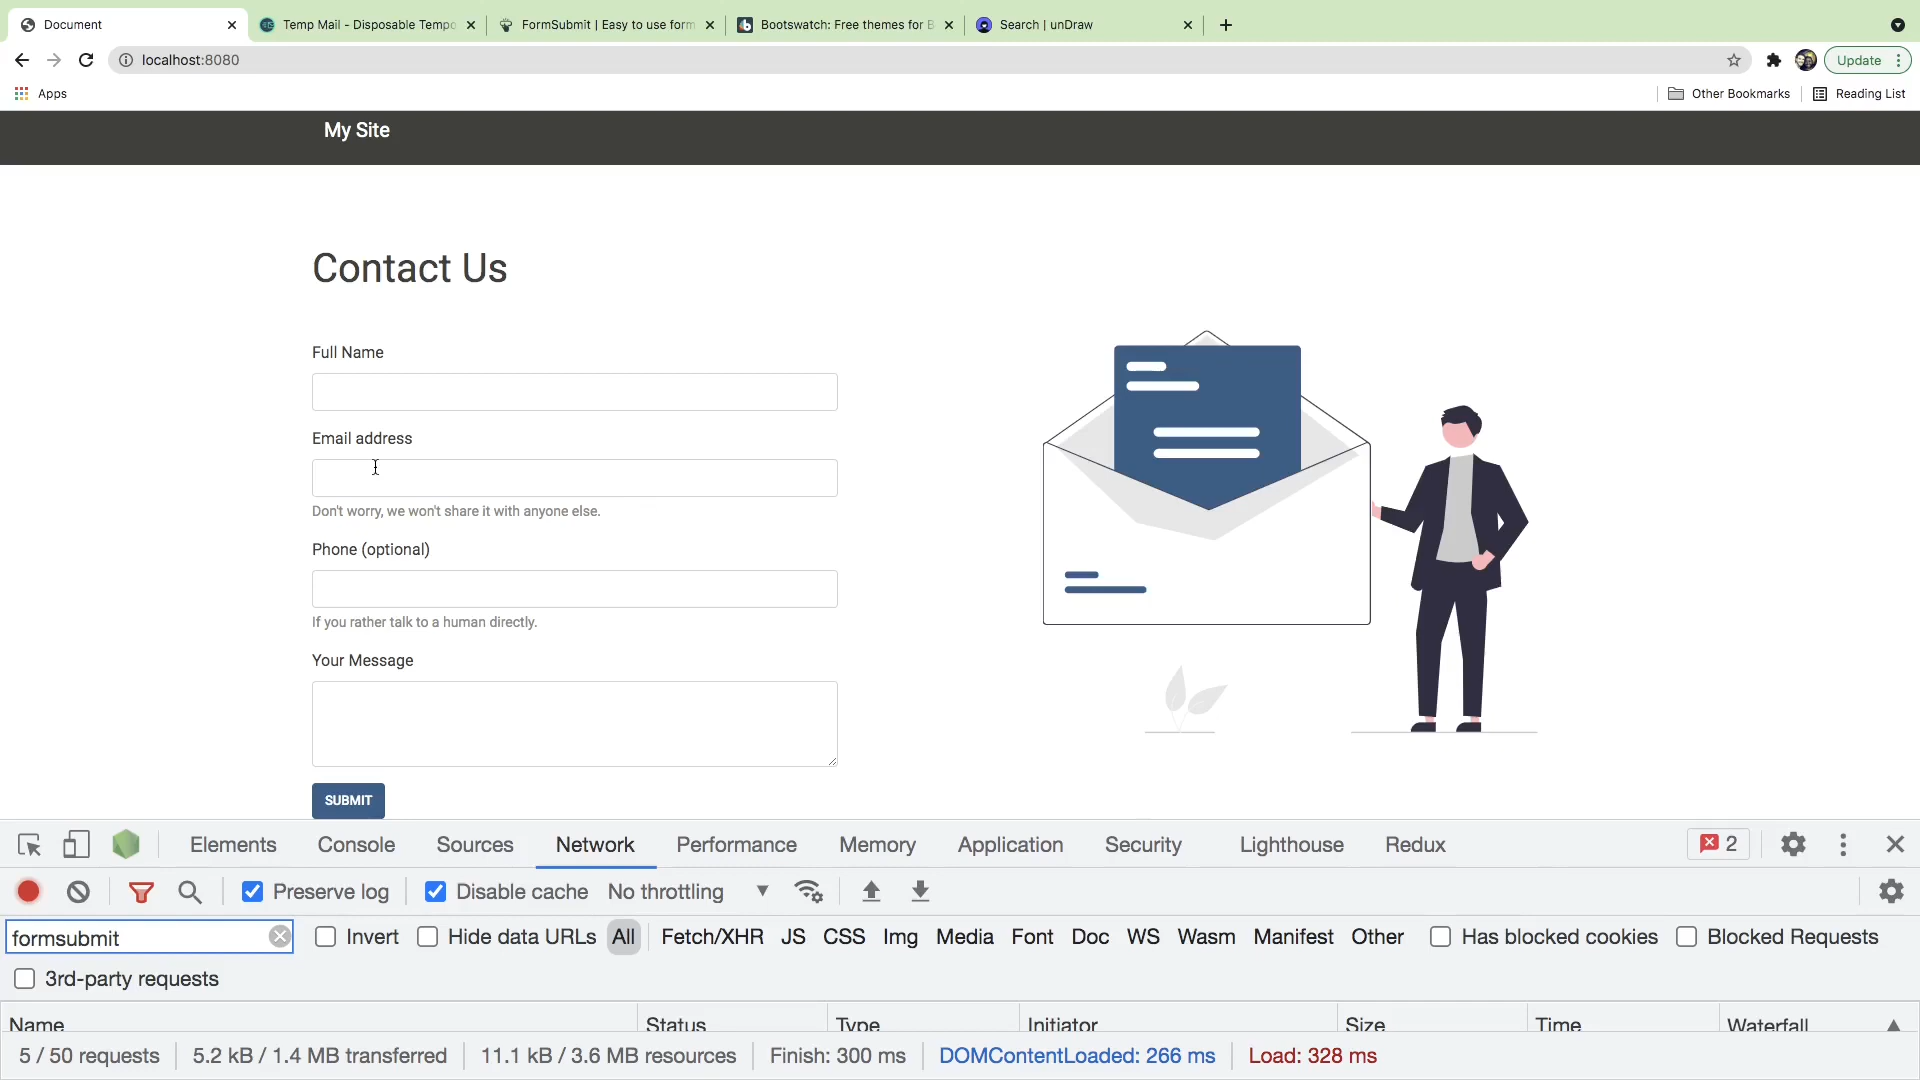 Document
Temp Mail - Disposable Tempo
FormSubmit | Easy to use form
Bootswatch: Free themes for B
Search | unDraw
localhost:8080
Update
Apps
Other Bookmarks
Reading List
My Site
Contact Us
Full Name
Email address
Don't worry, we won't share it with anyone else.
Phone (optional)
If you rather talk to a human directly.
Your Message
SUBMIT
Elements Console Sources Network Performance Memory Application Security Lighthouse Redux 2
Preserve log Disable cache No throttling
formsubmit Invert Hide data URLs All Fetch/XHR JS CSS Img Media Font Doc WS Wasm Manifest Other Has blocked cookies Blocked Requests
3rd-party requests
Name Status Type Initiator Size Time Waterfall
5 / 50 requests 5.2 kB / 1.4 MB transferred 11.1 kB / 3.6 MB resources Finish: 300 ms DOMContentLoaded: 266 ms Load: 328 ms